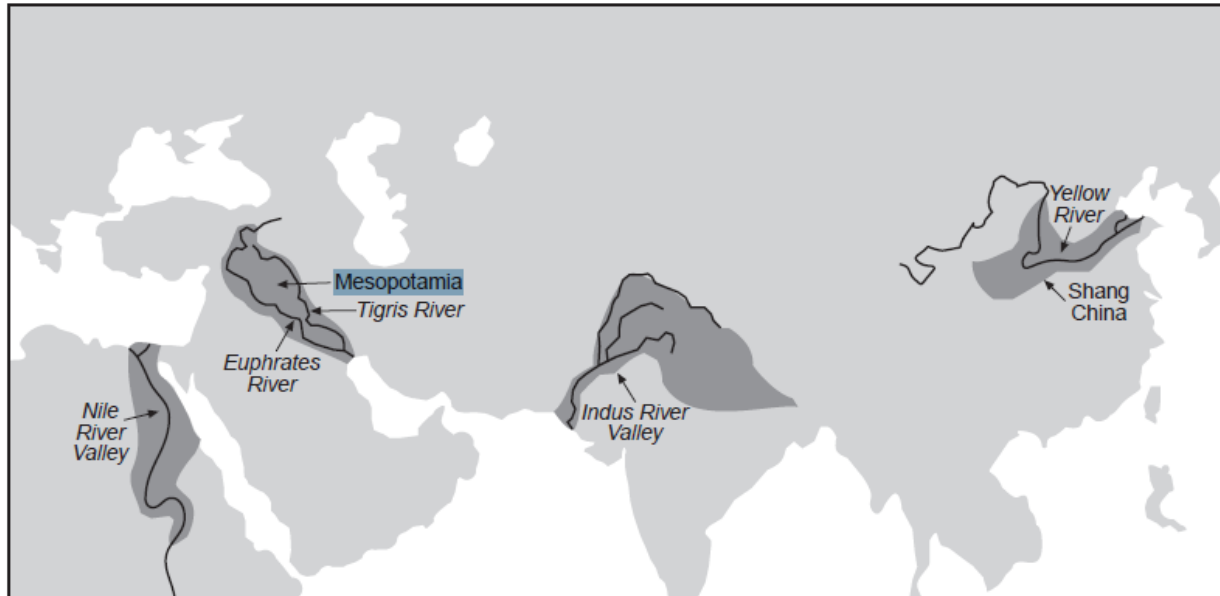 Mesopotamia
Tigris River
Euphrates
River
Nile
River
Valley
Indus River
Valley
Yellow
River
Shang
China